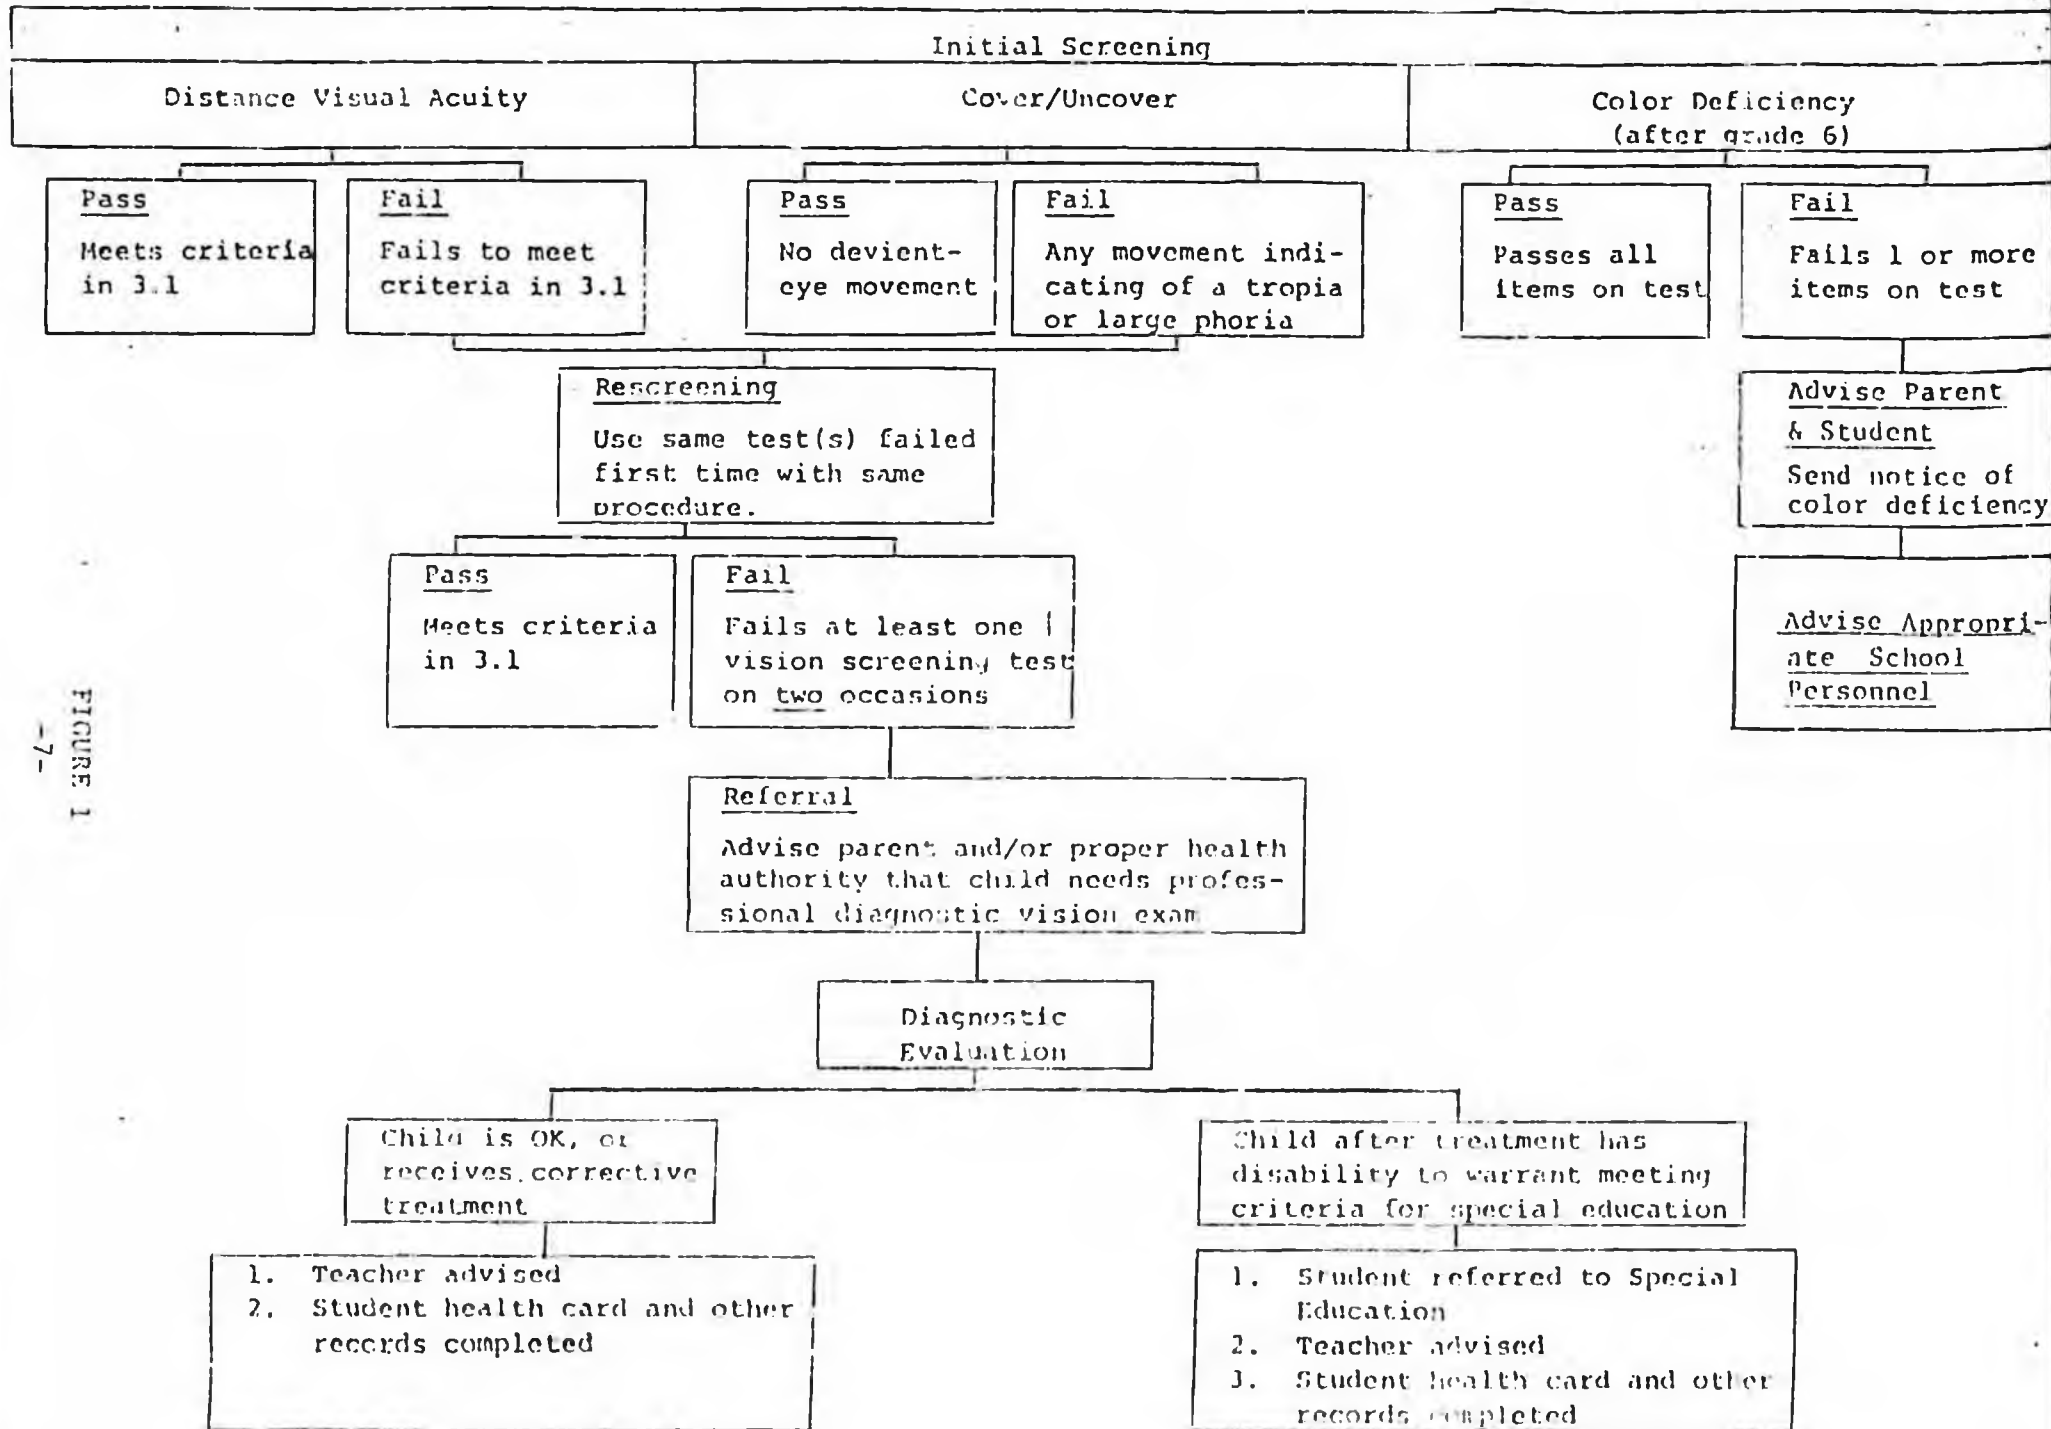 Initial Screening
Distance Visual Acuity
Cover/Uncover
Color Deficiency
(after grade 6)
Pass
Meets criteria
in 3.1
Fail
Fails to meet
criteria in 3.1
Pass
No devient-
eye movement
Fail
Any movement indi-
cating of a tropia
or large phoria
Pass
Passes all
items on test
Fail
Fails 1 or more
items on test
Rescreening
Use same test(s) failed
first time with same
procedure.
Advise Parent
& Student
Send notice of
color deficiency
Pass
Meets criteria
in 3.1
Fail
Fails at least one
vision screening test
on two occasions
Advise Appropri-
ate School
Personnel
Referral
Advise parent and/or proper health
authority that child needs profes-
sional diagnostic vision exam
Diagnostic
Evaluation
Child is OK, or
receives corrective
treatment
Child after treatment has
disability to warrant meeting
criteria for special education
1. Teacher advised
2. Student health card and other
records completed
1. Student referred to Special
Education
2. Teacher advised
3. Student health card and other
records completed
FIGURE 1
-7-